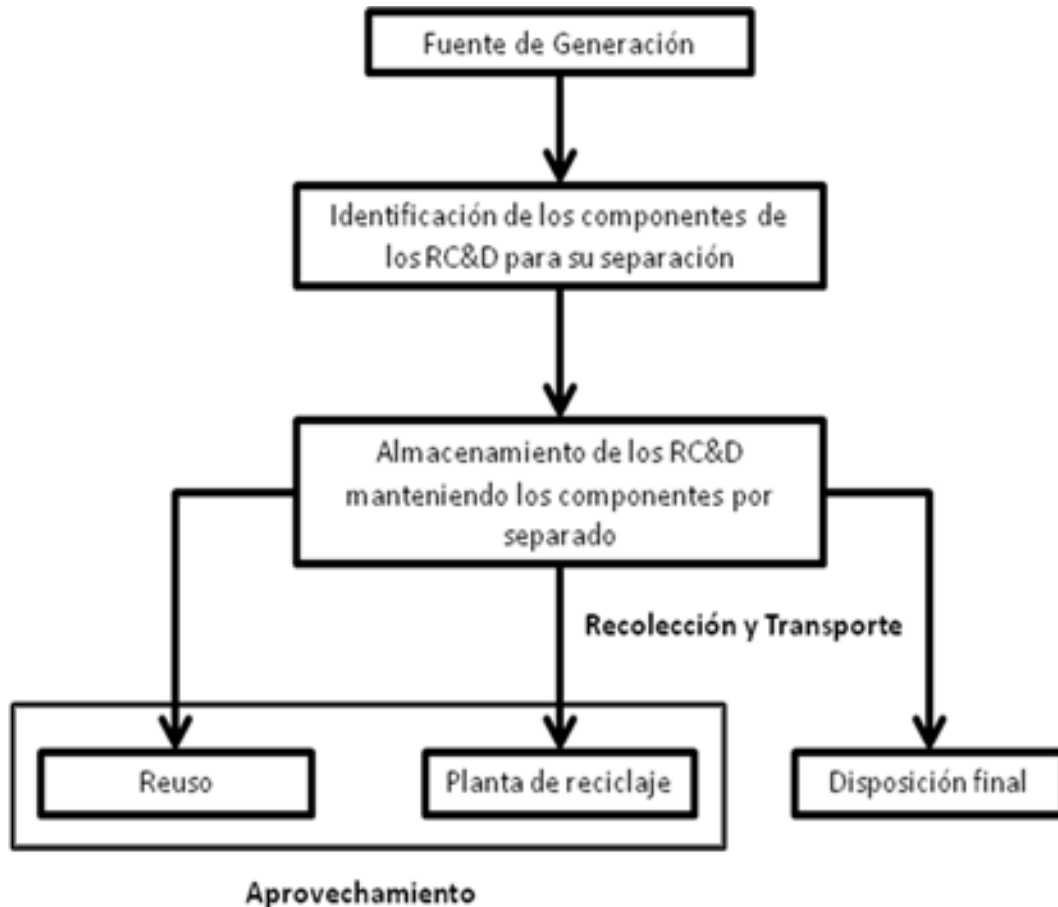 Fuente de Generación
Identificación de los componentes de
los RC&D para su separación
Almacenamiento de los RC&D
manteniendo los componentes por
separado
Recolección y Transporte
Reuso
Planta de reciclaje
Disposición final
Aprovechamiento